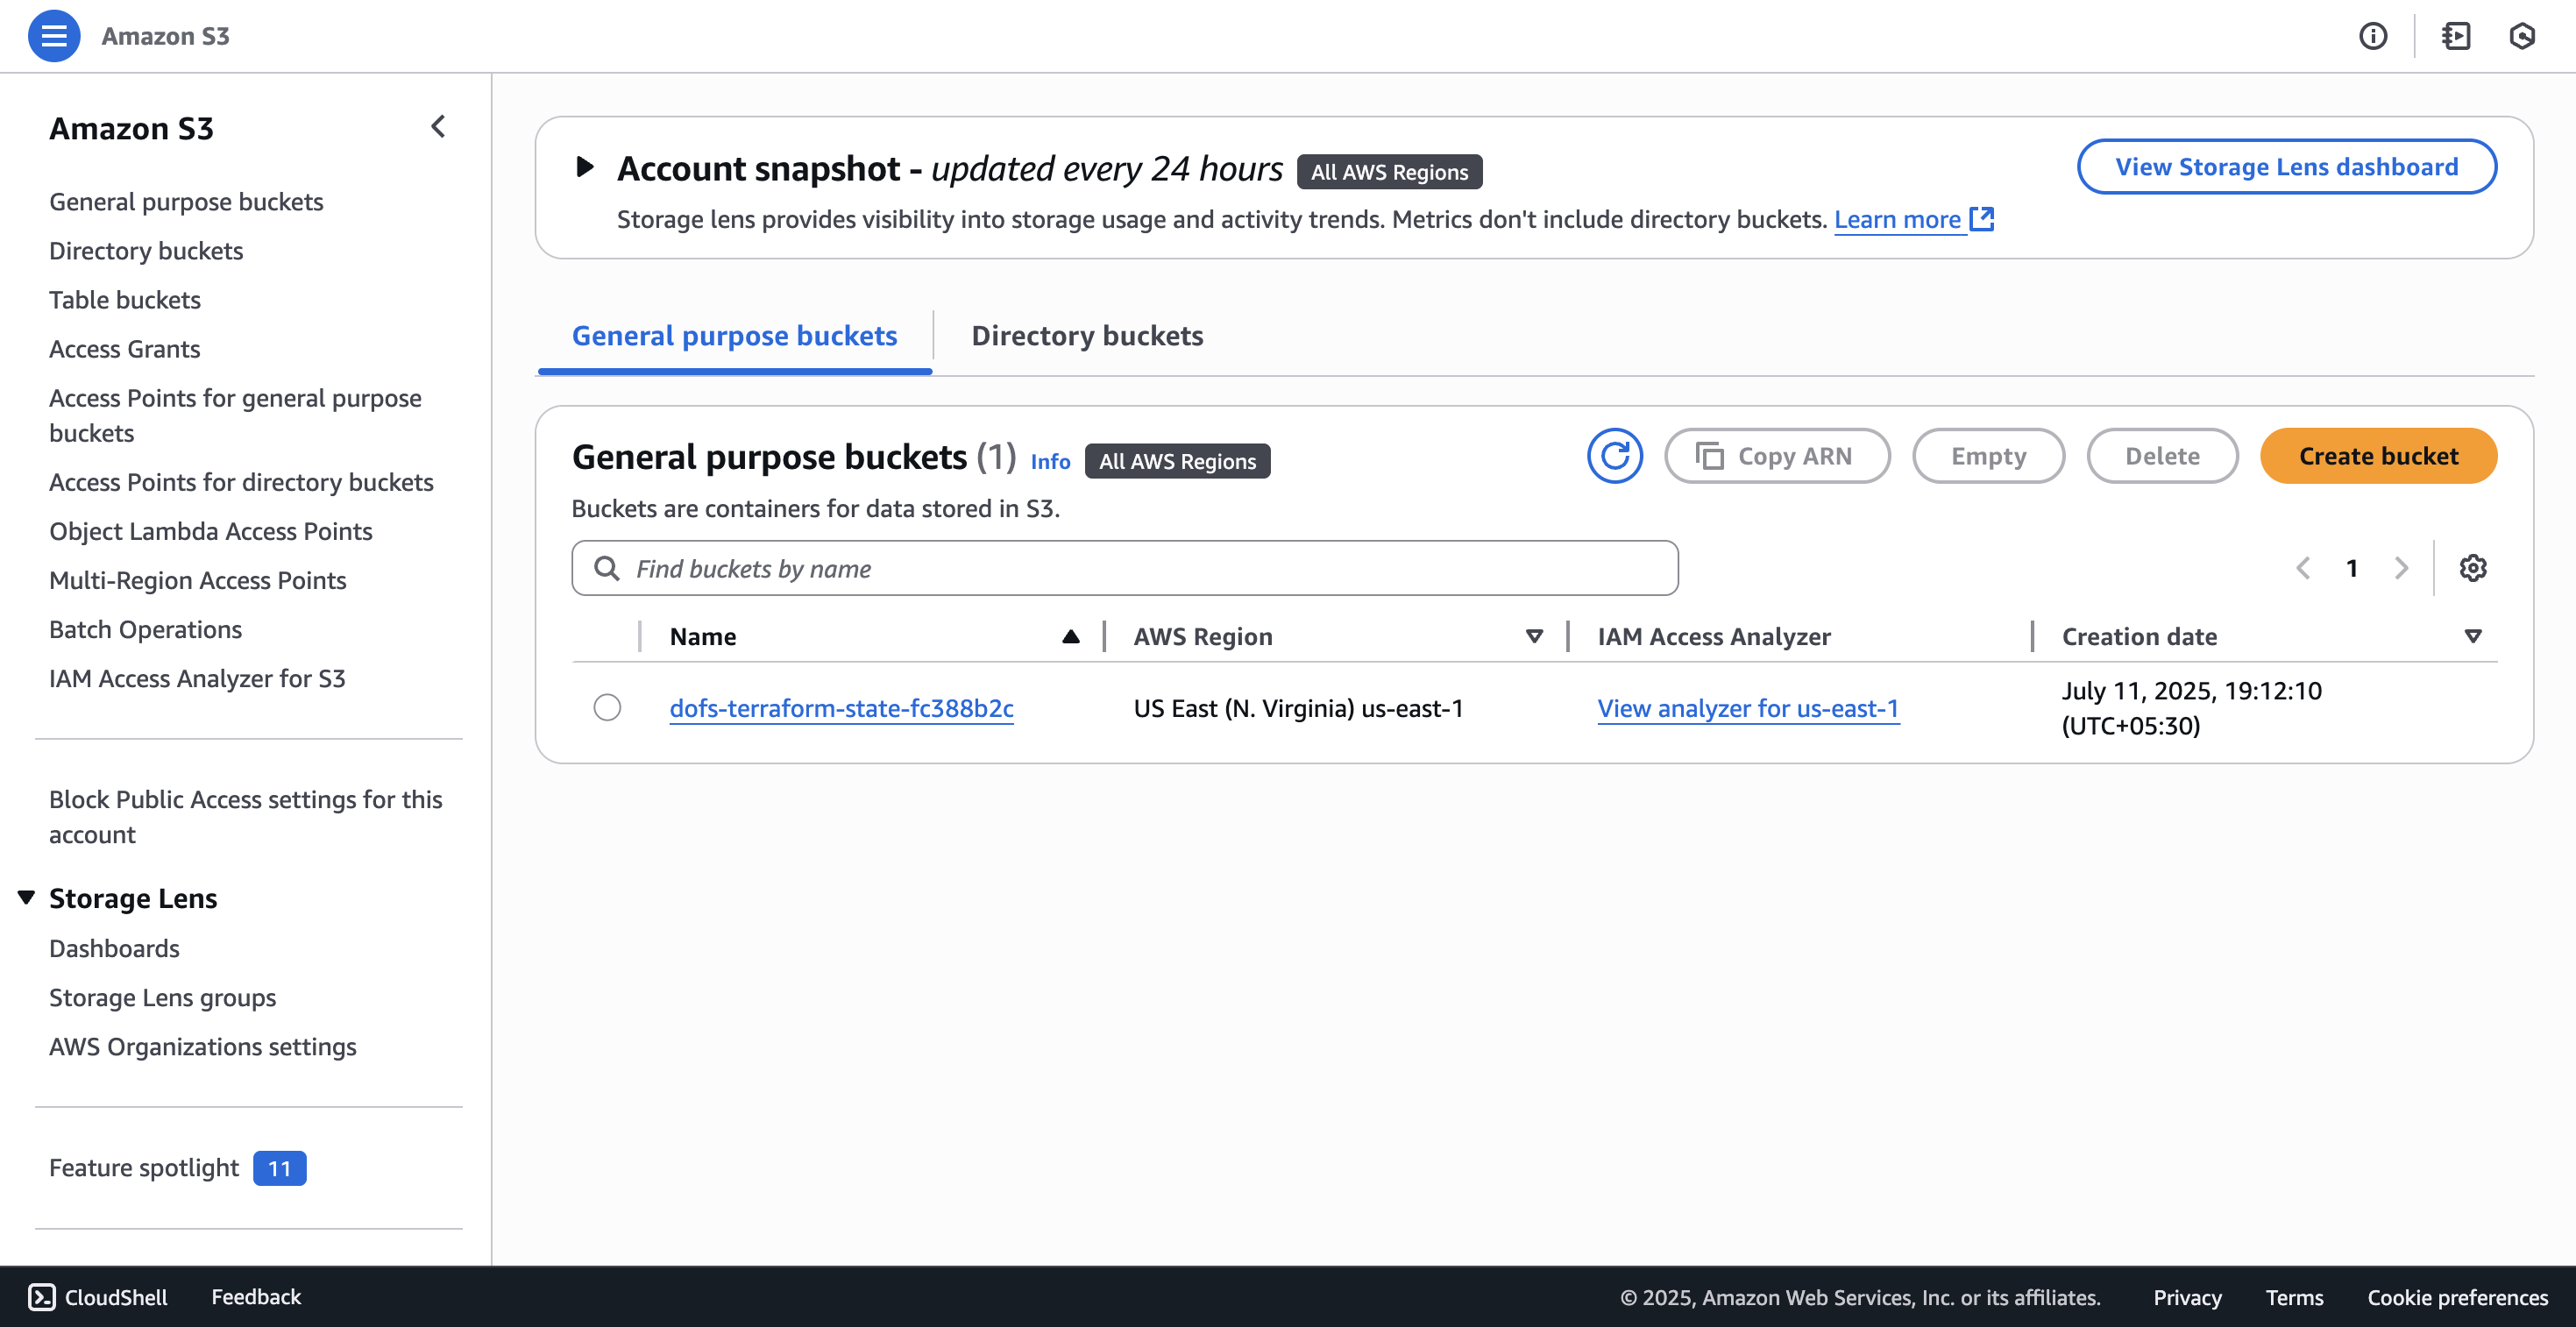 Amazon S3
Amazon S3
General purpose buckets
Directory buckets
Table buckets
Access Grants
Access Points for general purpose
buckets
Access Points for directory buckets
Object Lambda Access Points
Multi-Region Access Points
Batch Operations
IAM Access Analyzer for S3
Block Public Access settings for this
account
Storage Lens
Dashboards
Storage Lens groups
AWS Organizations settings
Feature spotlight 11
Account snapshot - updated every 24 hours All AWS Regions
View Storage Lens dashboard
Storage lens provides visibility into storage usage and activity trends. Metrics don't include directory buckets. Learn more
General purpose buckets Directory buckets
General purpose buckets (1) Info All AWS Regions
Copy ARN Empty Delete Create bucket
Buckets are containers for data stored in S3.
Find buckets by name
1
Name AWS Region IAM Access Analyzer Creation date
dofs-terraform-state-fc388b2c US East (N. Virginia) us-east-1 View analyzer for us-east-1 July 11, 2025, 19:12:10
(UTC+05:30)
CloudShell Feedback © 2025, Amazon Web Services, Inc. or its affiliates. Privacy Terms Cookie preferences